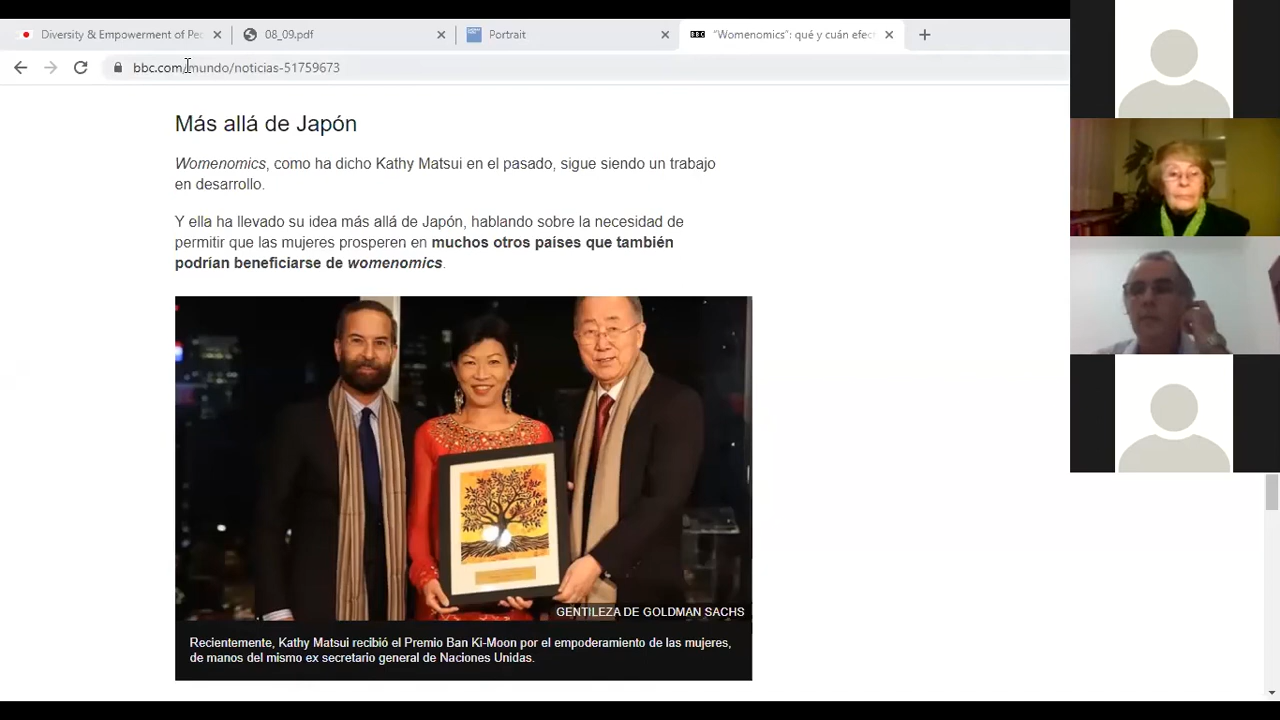 Diversity & Empowerment of Pe
08_09.pdf
Portrait
BBC "Womenomics": qué y cuán efect
bbc.com/mundo/noticias-51759673
Más allá de Japón
Womenomics, como ha dicho Kathy Matsui en el pasado, sigue siendo un trabajo
en desarrollo.
Y ella ha llevado su idea más allá de Japón, hablando sobre la necesidad de
permitir que las mujeres prosperen en muchos otros países que también
podrían beneficiarse de womenomics.
GENTILEZA DE GOLDMAN SACHS
Recientemente, Kathy Matsui recibió el Premio Ban Ki-Moon por el empoderamiento de las mujeres,
de manos del mismo ex secretario general de Naciones Unidas.